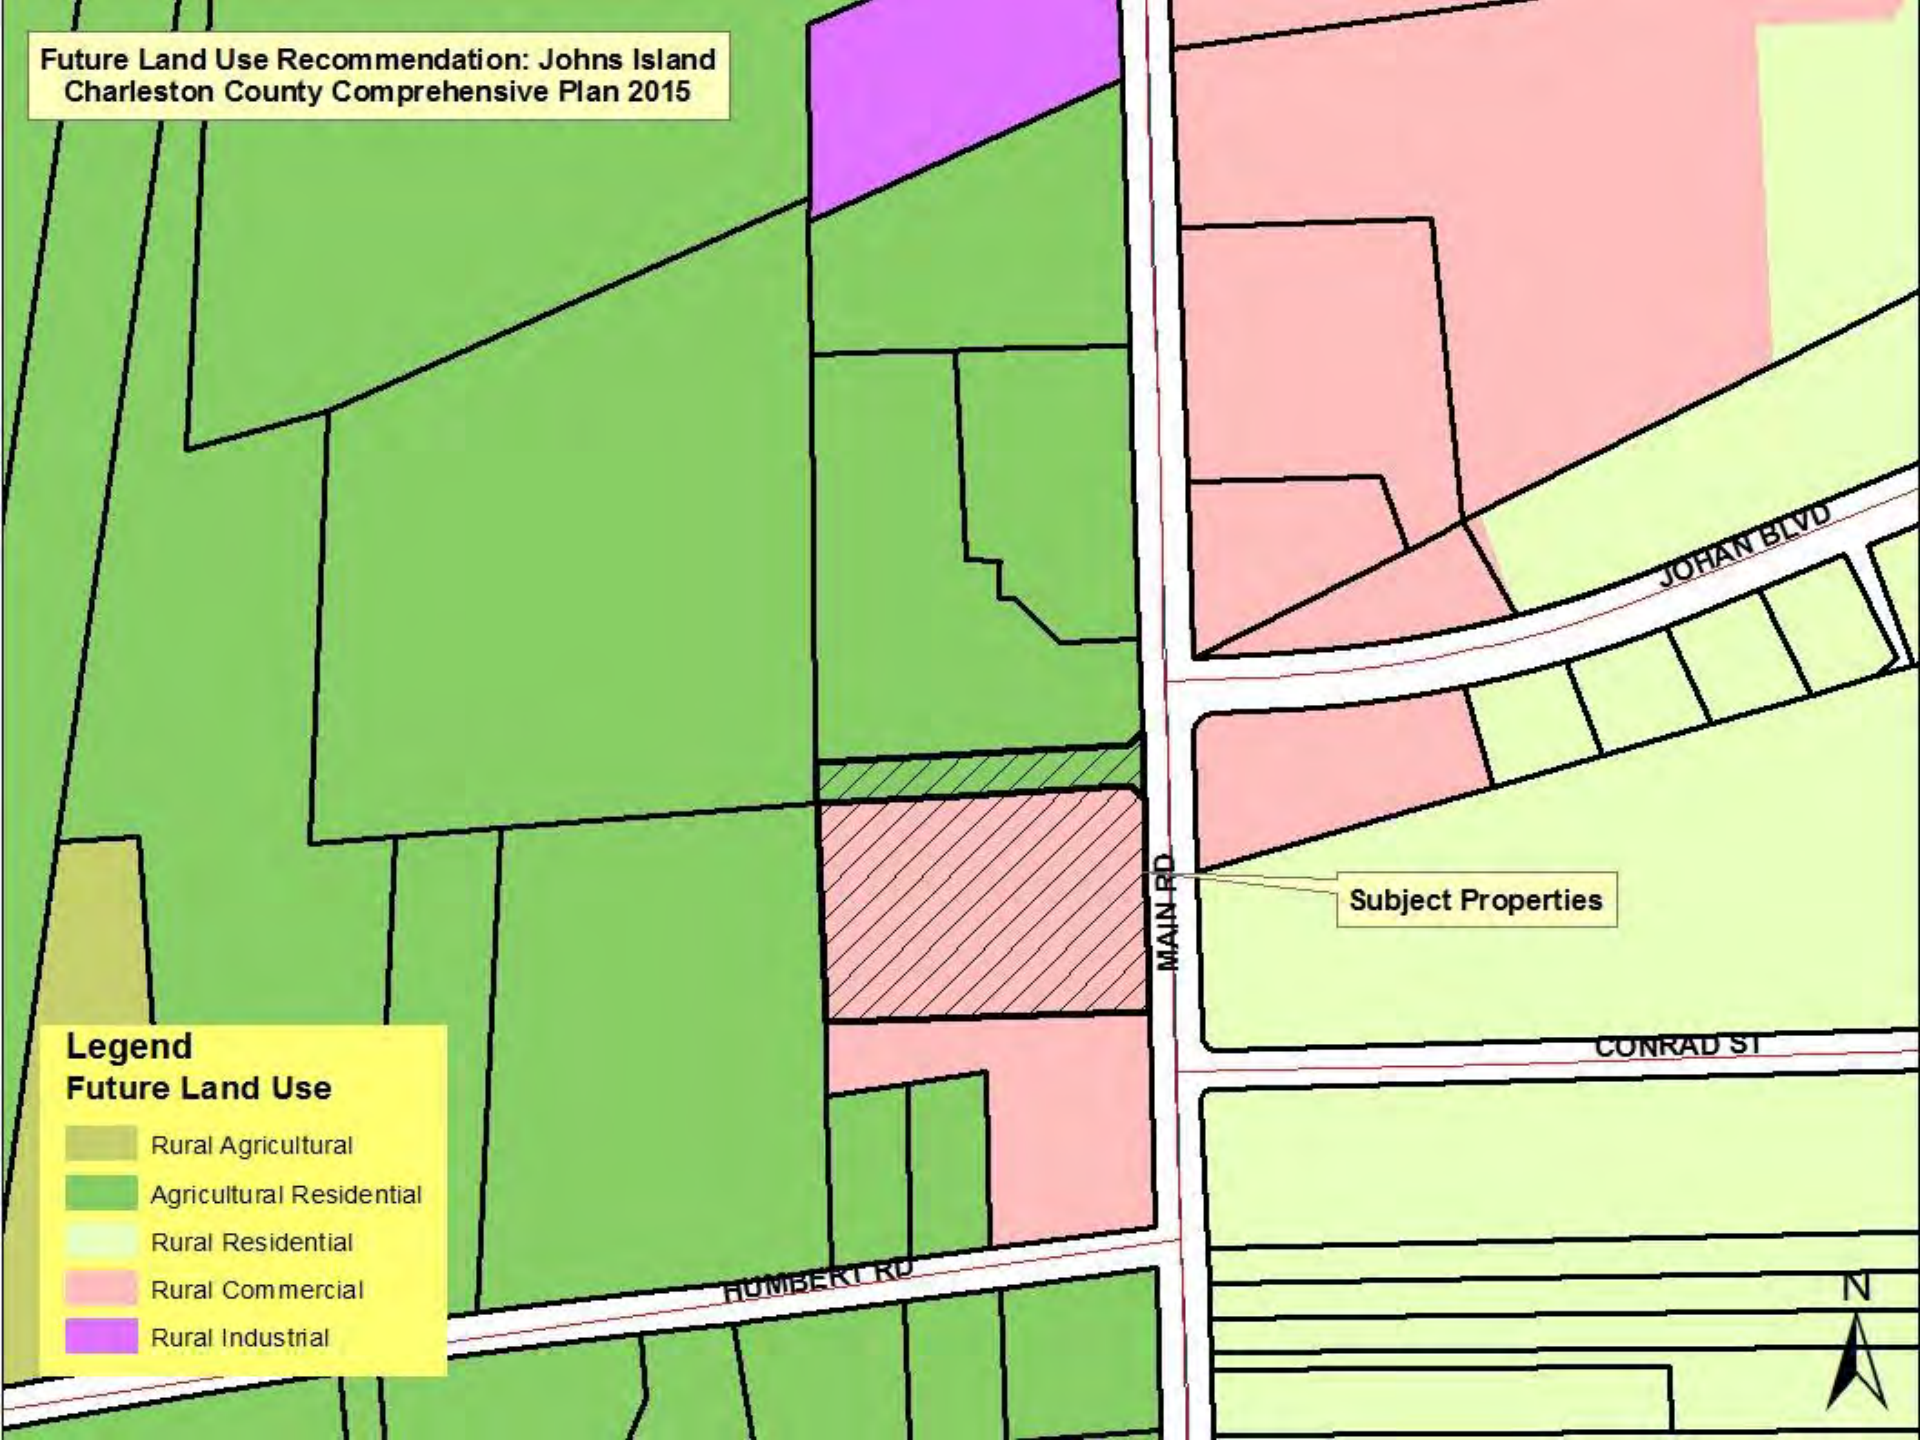 Future Land Use Recommendation: Johns Island
Charleston County Comprehensive Plan 2015
JOHAN BLVD
MAIN RD
Subject Properties
CONRAD ST
HUMBERT RD
Legend
Future Land Use
Rural Agricultural
Agricultural Residential
Rural Residential
Rural Commercial
Rural Industrial
N